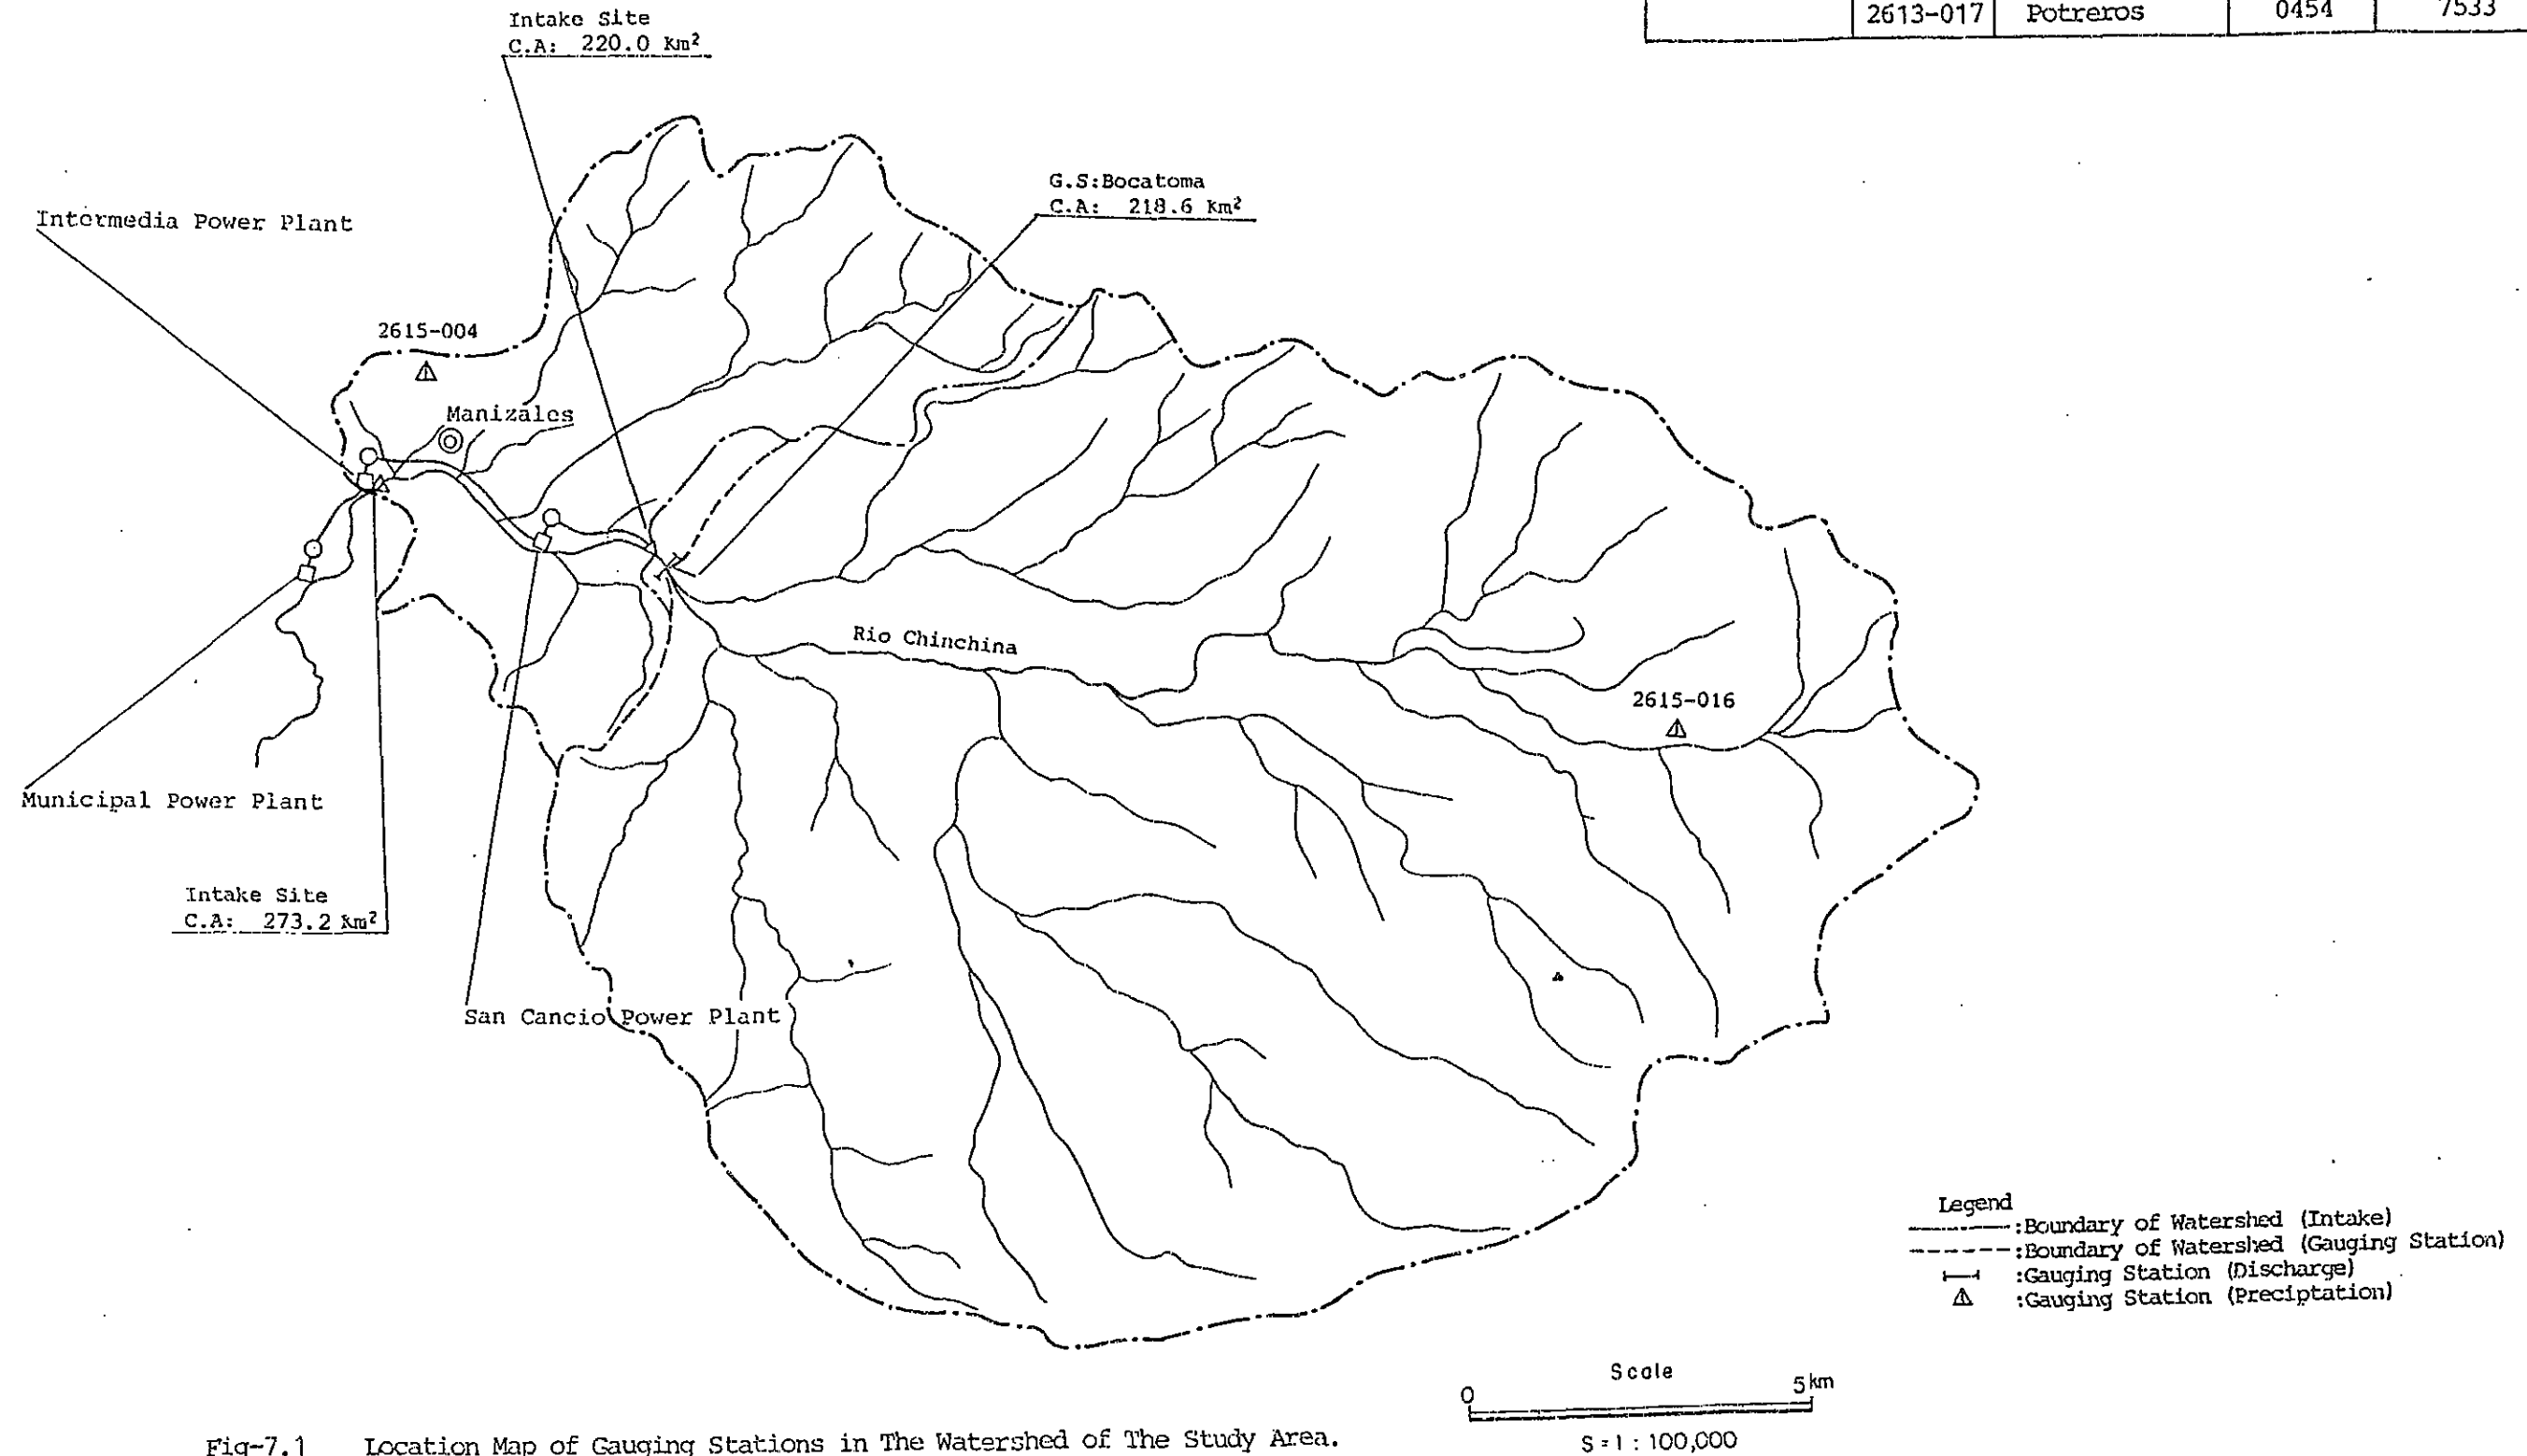 2613-017 Potreros 0454 7533
Intake Site
C.A: 220.0 Km²
G.S:Bocatoma
C.A: 218.6 Km²
Intermedia Power Plant
2615-004
Manizales
Rio Chinchina
2615-016
Municipal Power Plant
Intake Site
C.A: 273.2 Km²
San Cancio Power Plant
Legend
:Boundary of Watershed (Intake)
:Boundary of Watershed (Gauging Station)
:Gauging Station (Discharge)
:Gauging Station (Preciptation)
Scale
0 5km
S = 1 : 100,000
Fig-7.1 Location Map of Gauging Stations in The Watershed of The Study Area.